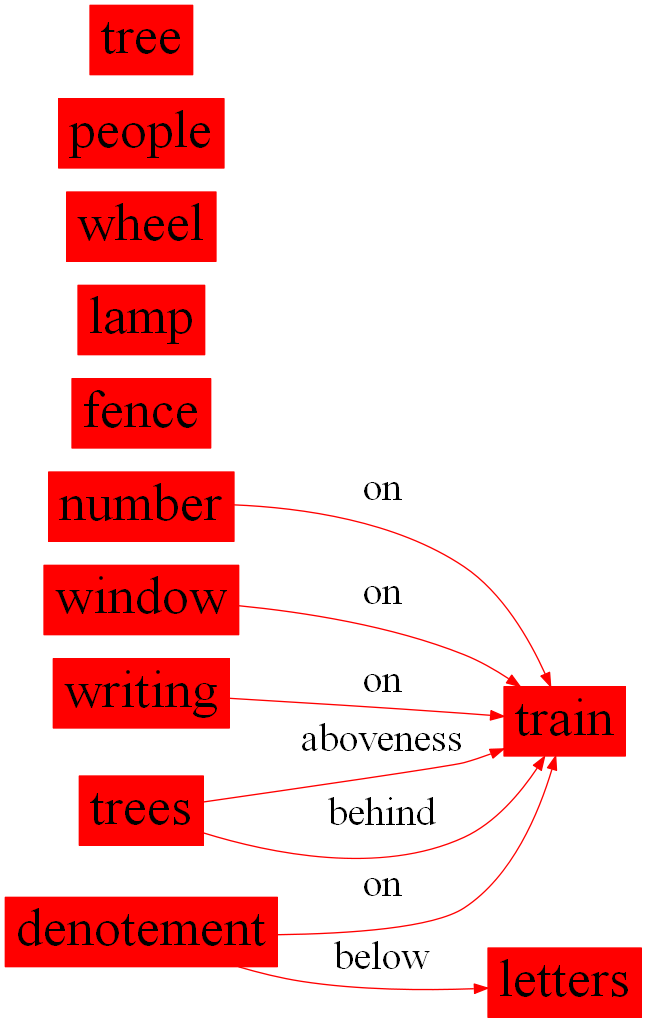 tree
people
wheel
lamp
fence
number
on
window
on
writing
on
train
aboveness
trees
behind
on
denotement
below
letters